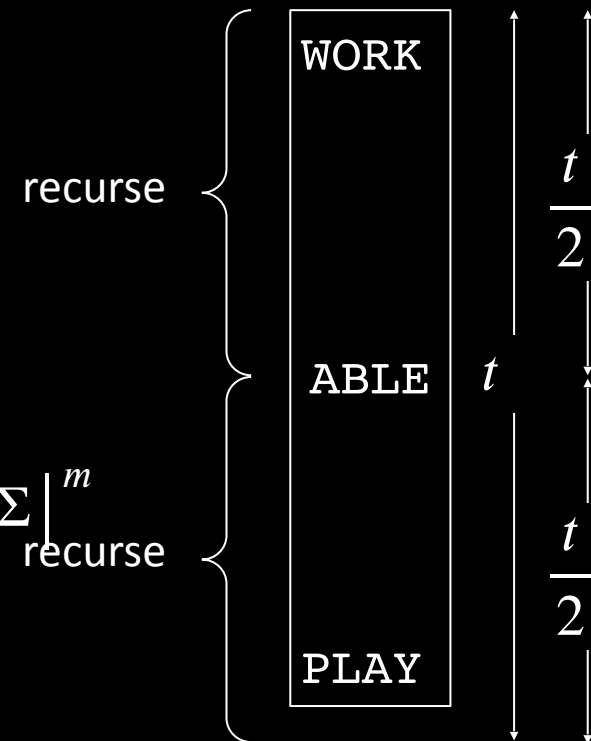 WORK
recurse
t
2
ABLE
t
Σ|^m
recurse
t
2
PLAY